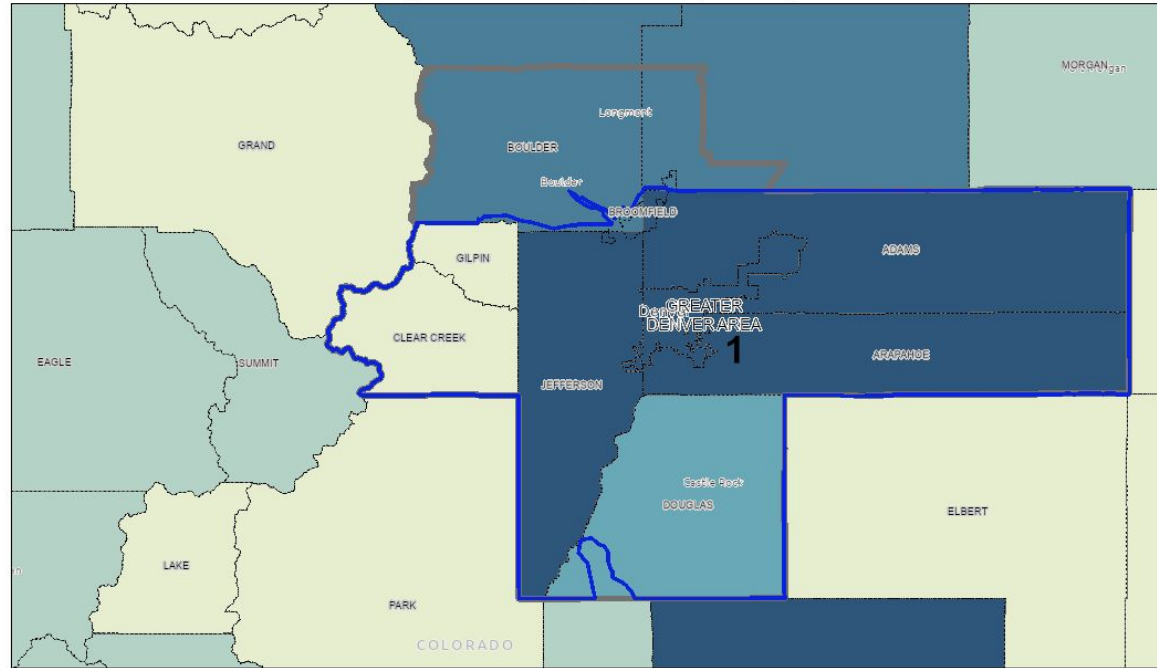 MORGAN
Longmont
GRAND
BOULDER
Boulder
BROOMFIELD
GILPIN
ADAMS
GREATER
DENVER AREA
CLEAR CREEK
1
ARAPAHOE
EAGLE
SUMMIT
JEFFERSON
Castle Rock
DOUGLAS
ELBERT
LAKE
PARK
COLORADO